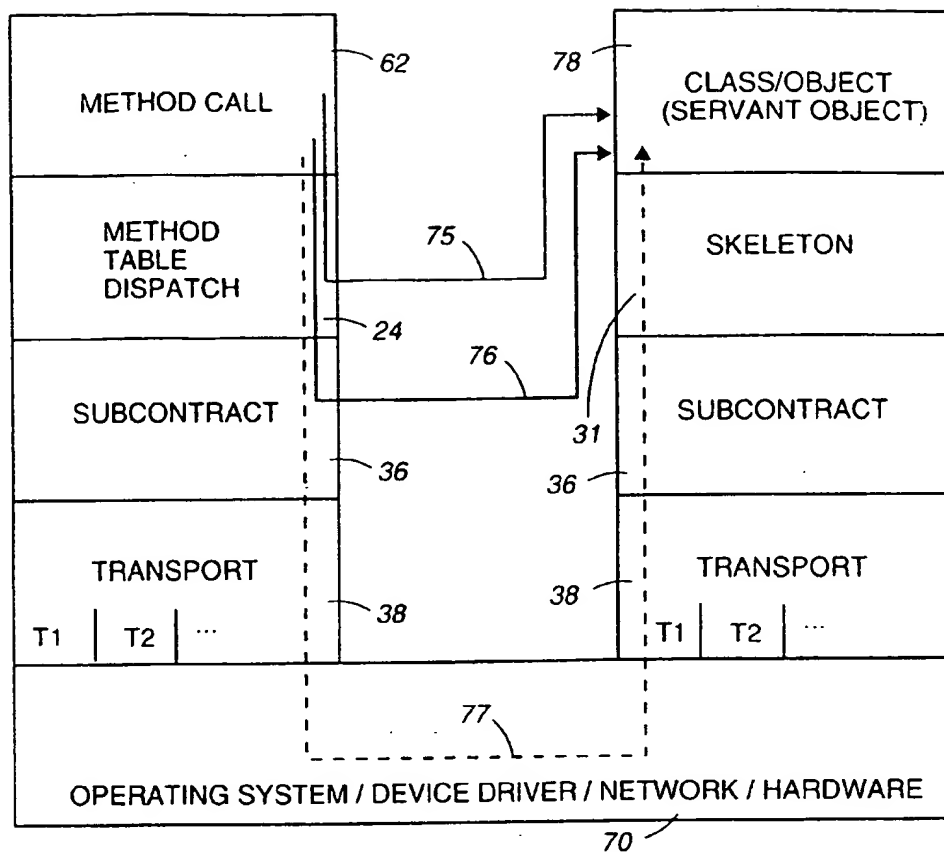 62
METHOD CALL
78
CLASS/OBJECT
(SERVANT OBJECT)
METHOD
TABLE
DISPATCH
75
24
SKELETON
76
31
SUBCONTRACT
36
SUBCONTRACT
36
TRANSPORT
38
T1 T2 ...
TRANSPORT
38
T1 T2 ...
77
OPERATING SYSTEM / DEVICE DRIVER / NETWORK / HARDWARE
70